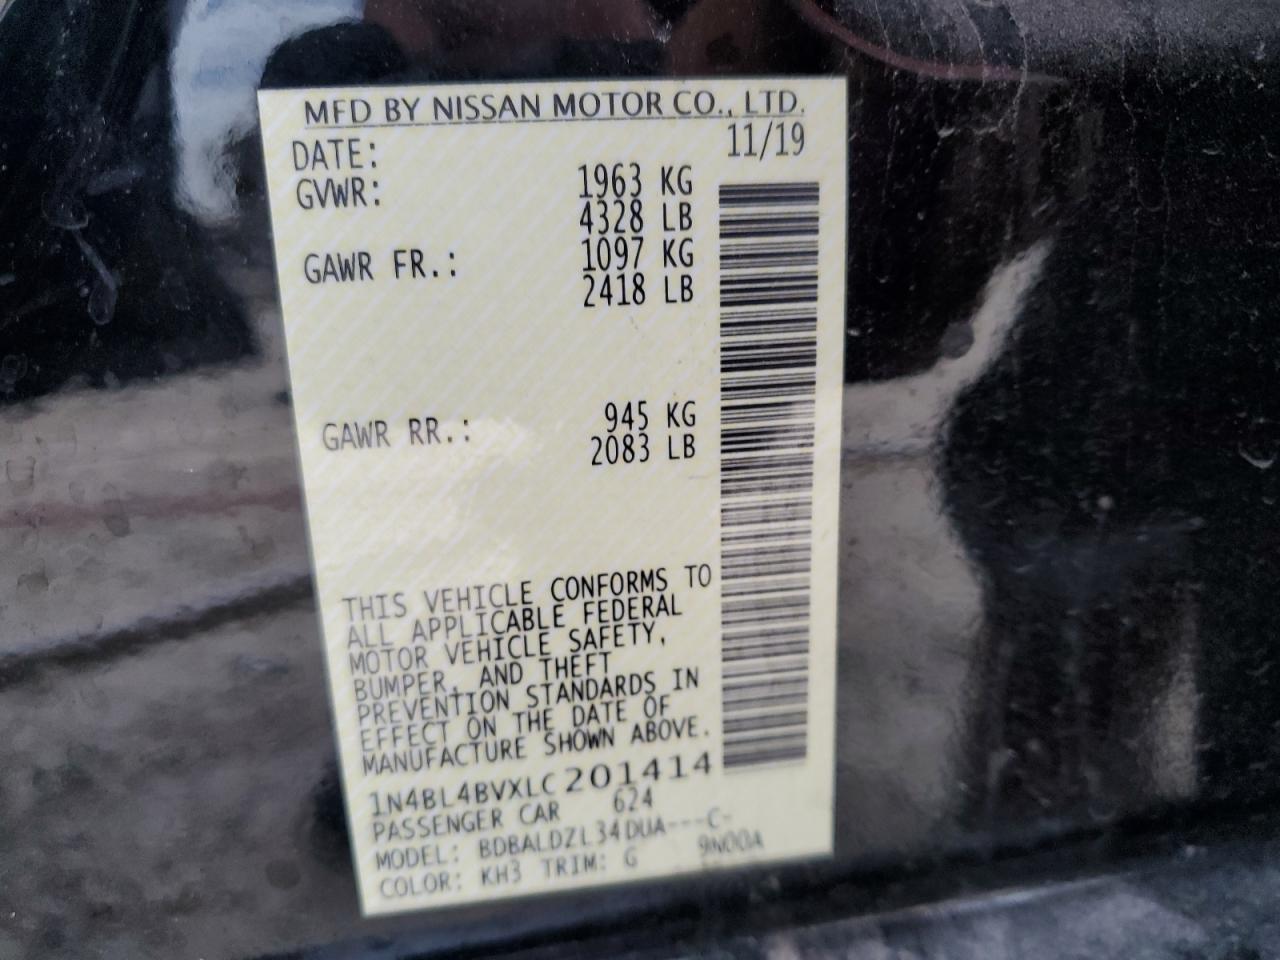 MFD BY NISSAN MOTOR CO., LTD.
DATE: 11/19
GVWR: 1963 KG
4328 LB
GAWR FR.: 1097 KG
2418 LB
GAWR RR.: 945 KG
2083 LB
THIS VEHICLE CONFORMS TO
ALL APPLICABLE FEDERAL
MOTOR VEHICLE SAFETY,
BUMPER, AND THEFT
PREVENTION STANDARDS IN
EFFECT ON THE DATE OF
MANUFACTURE SHOWN ABOVE.
1N4BL4BVXLC201414
PASSENGER CAR 624
MODEL: BDBALDZL34DUA---C-
COLOR: KH3 TRIM: G 9N00A